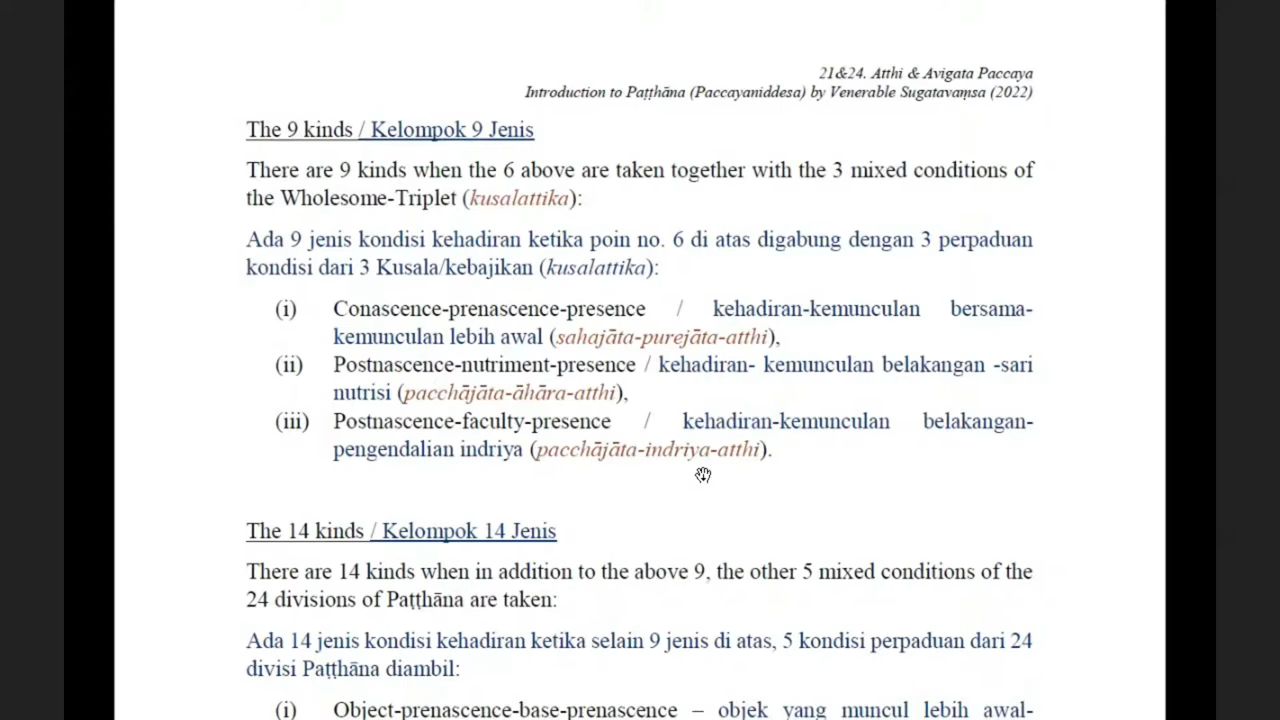 21&24. Atthi & Avigata Paccaya
Introduction to Paṭṭhāna (Paccayaniddesa) by Venerable Sugatavaṃsa (2022)
The 9 kinds / Kelompok 9 Jenis
There are 9 kinds when the 6 above are taken together with the 3 mixed conditions of
the Wholesome-Triplet (kusalattika):
Ada 9 jenis kondisi kehadiran ketika poin no. 6 di atas digabung dengan 3 perpaduan
kondisi dari 3 Kusala/kebajikan (kusalattika):
(i) Conascence-prenascence-presence / kehadiran-kemunculan bersama-
kemunculan lebih awal (sahajāta-purejāta-atthi),
(ii) Postnascence-nutriment-presence / kehadiran- kemunculan belakangan -sari
nutrisi (pacchājāta-āhāra-atthi),
(iii) Postnascence-faculty-presence / kehadiran-kemunculan belakangan-
pengendalian indriya (pacchājāta-indriya-atthi).
The 14 kinds / Kelompok 14 Jenis
There are 14 kinds when in addition to the above 9, the other 5 mixed conditions of the
24 divisions of Paṭṭhāna are taken:
Ada 14 jenis kondisi kehadiran ketika selain 9 jenis di atas, 5 kondisi perpaduan dari 24
divisi Paṭṭhāna diambil:
(i) Object-prenascence-base-prenascence – objek yang muncul lebih awal-